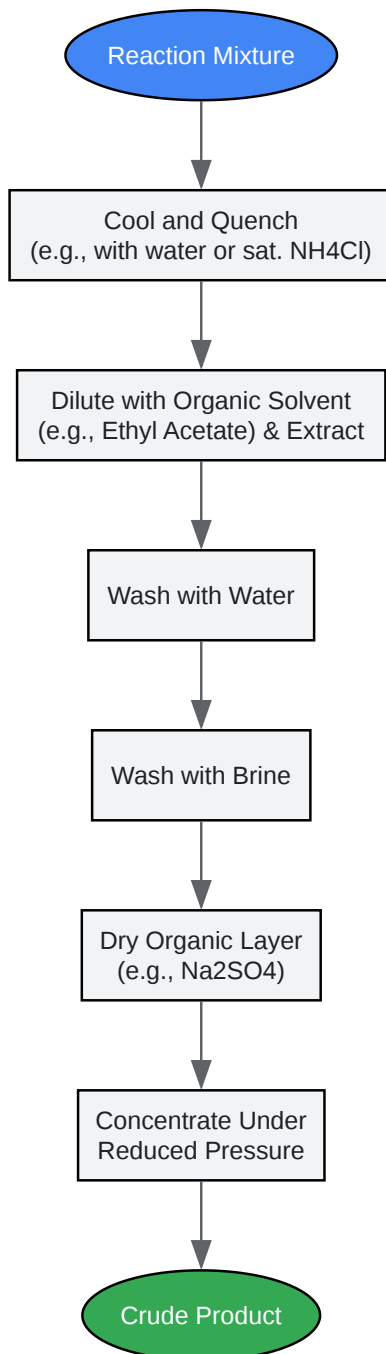 Reaction Mixture
Cool and Quench
(e.g., with water or sat. NH4Cl)
Dilute with Organic Solvent
(e.g., Ethyl Acetate) & Extract
Wash with Water
Wash with Brine
Dry Organic Layer
(e.g., Na2SO4)
Concentrate Under
Reduced Pressure
Crude Product